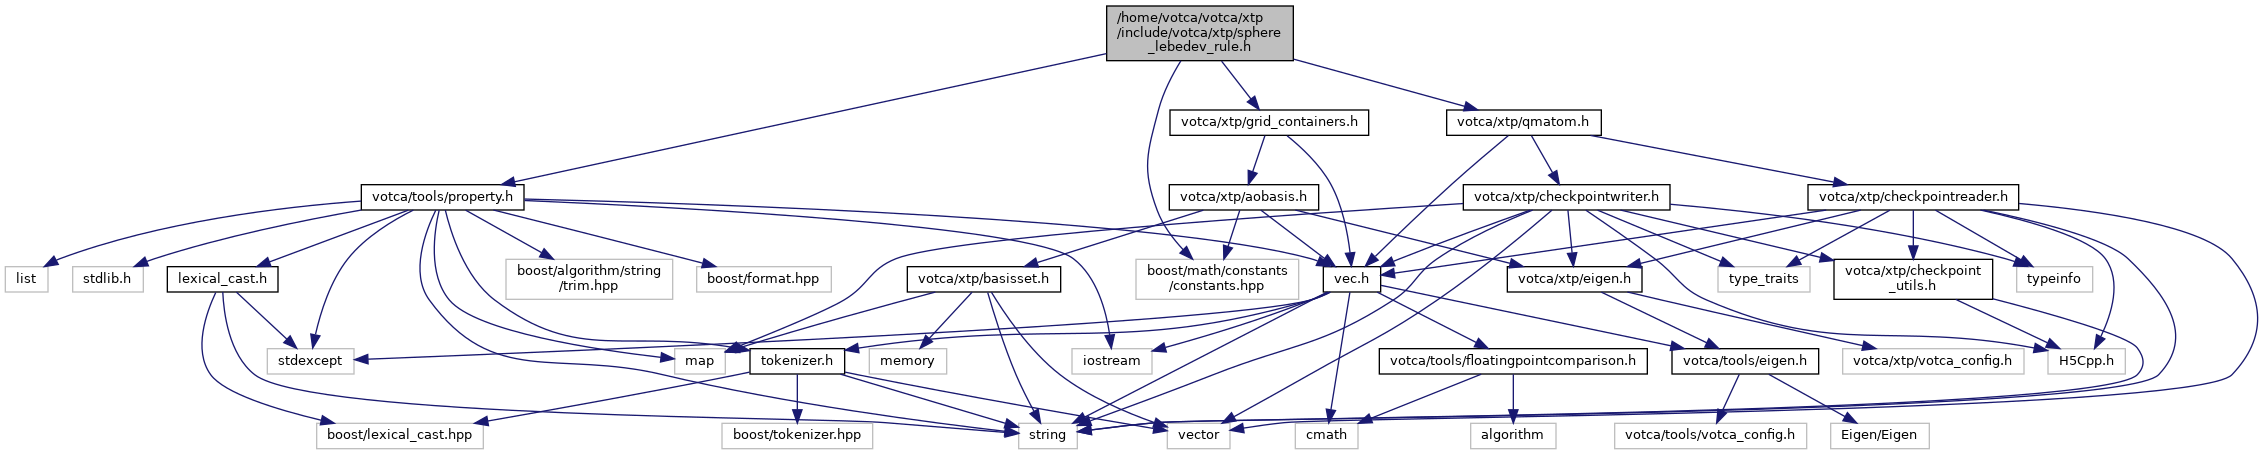 /home/votca/votca/xtp
/include/votca/xtp/sphere
_lebedev_rule.h
votca/xtp/grid_containers.h
votca/xtp/qmatom.h
votca/tools/property.h
votca/xtp/aobasis.h
votca/xtp/checkpointwriter.h
votca/xtp/checkpointreader.h
list
stdlib.h
lexical_cast.h
boost/algorithm/string
/trim.hpp
boost/format.hpp
votca/xtp/basisset.h
boost/math/constants
/constants.hpp
vec.h
votca/xtp/eigen.h
type_traits
votca/xtp/checkpoint
_utils.h
typeinfo
stdexcept
map
tokenizer.h
memory
iostream
votca/tools/floatingpointcomparison.h
votca/tools/eigen.h
votca/xtp/votca_config.h
H5Cpp.h
boost/lexical_cast.hpp
boost/tokenizer.hpp
string
vector
cmath
algorithm
votca/tools/votca_config.h
Eigen/Eigen